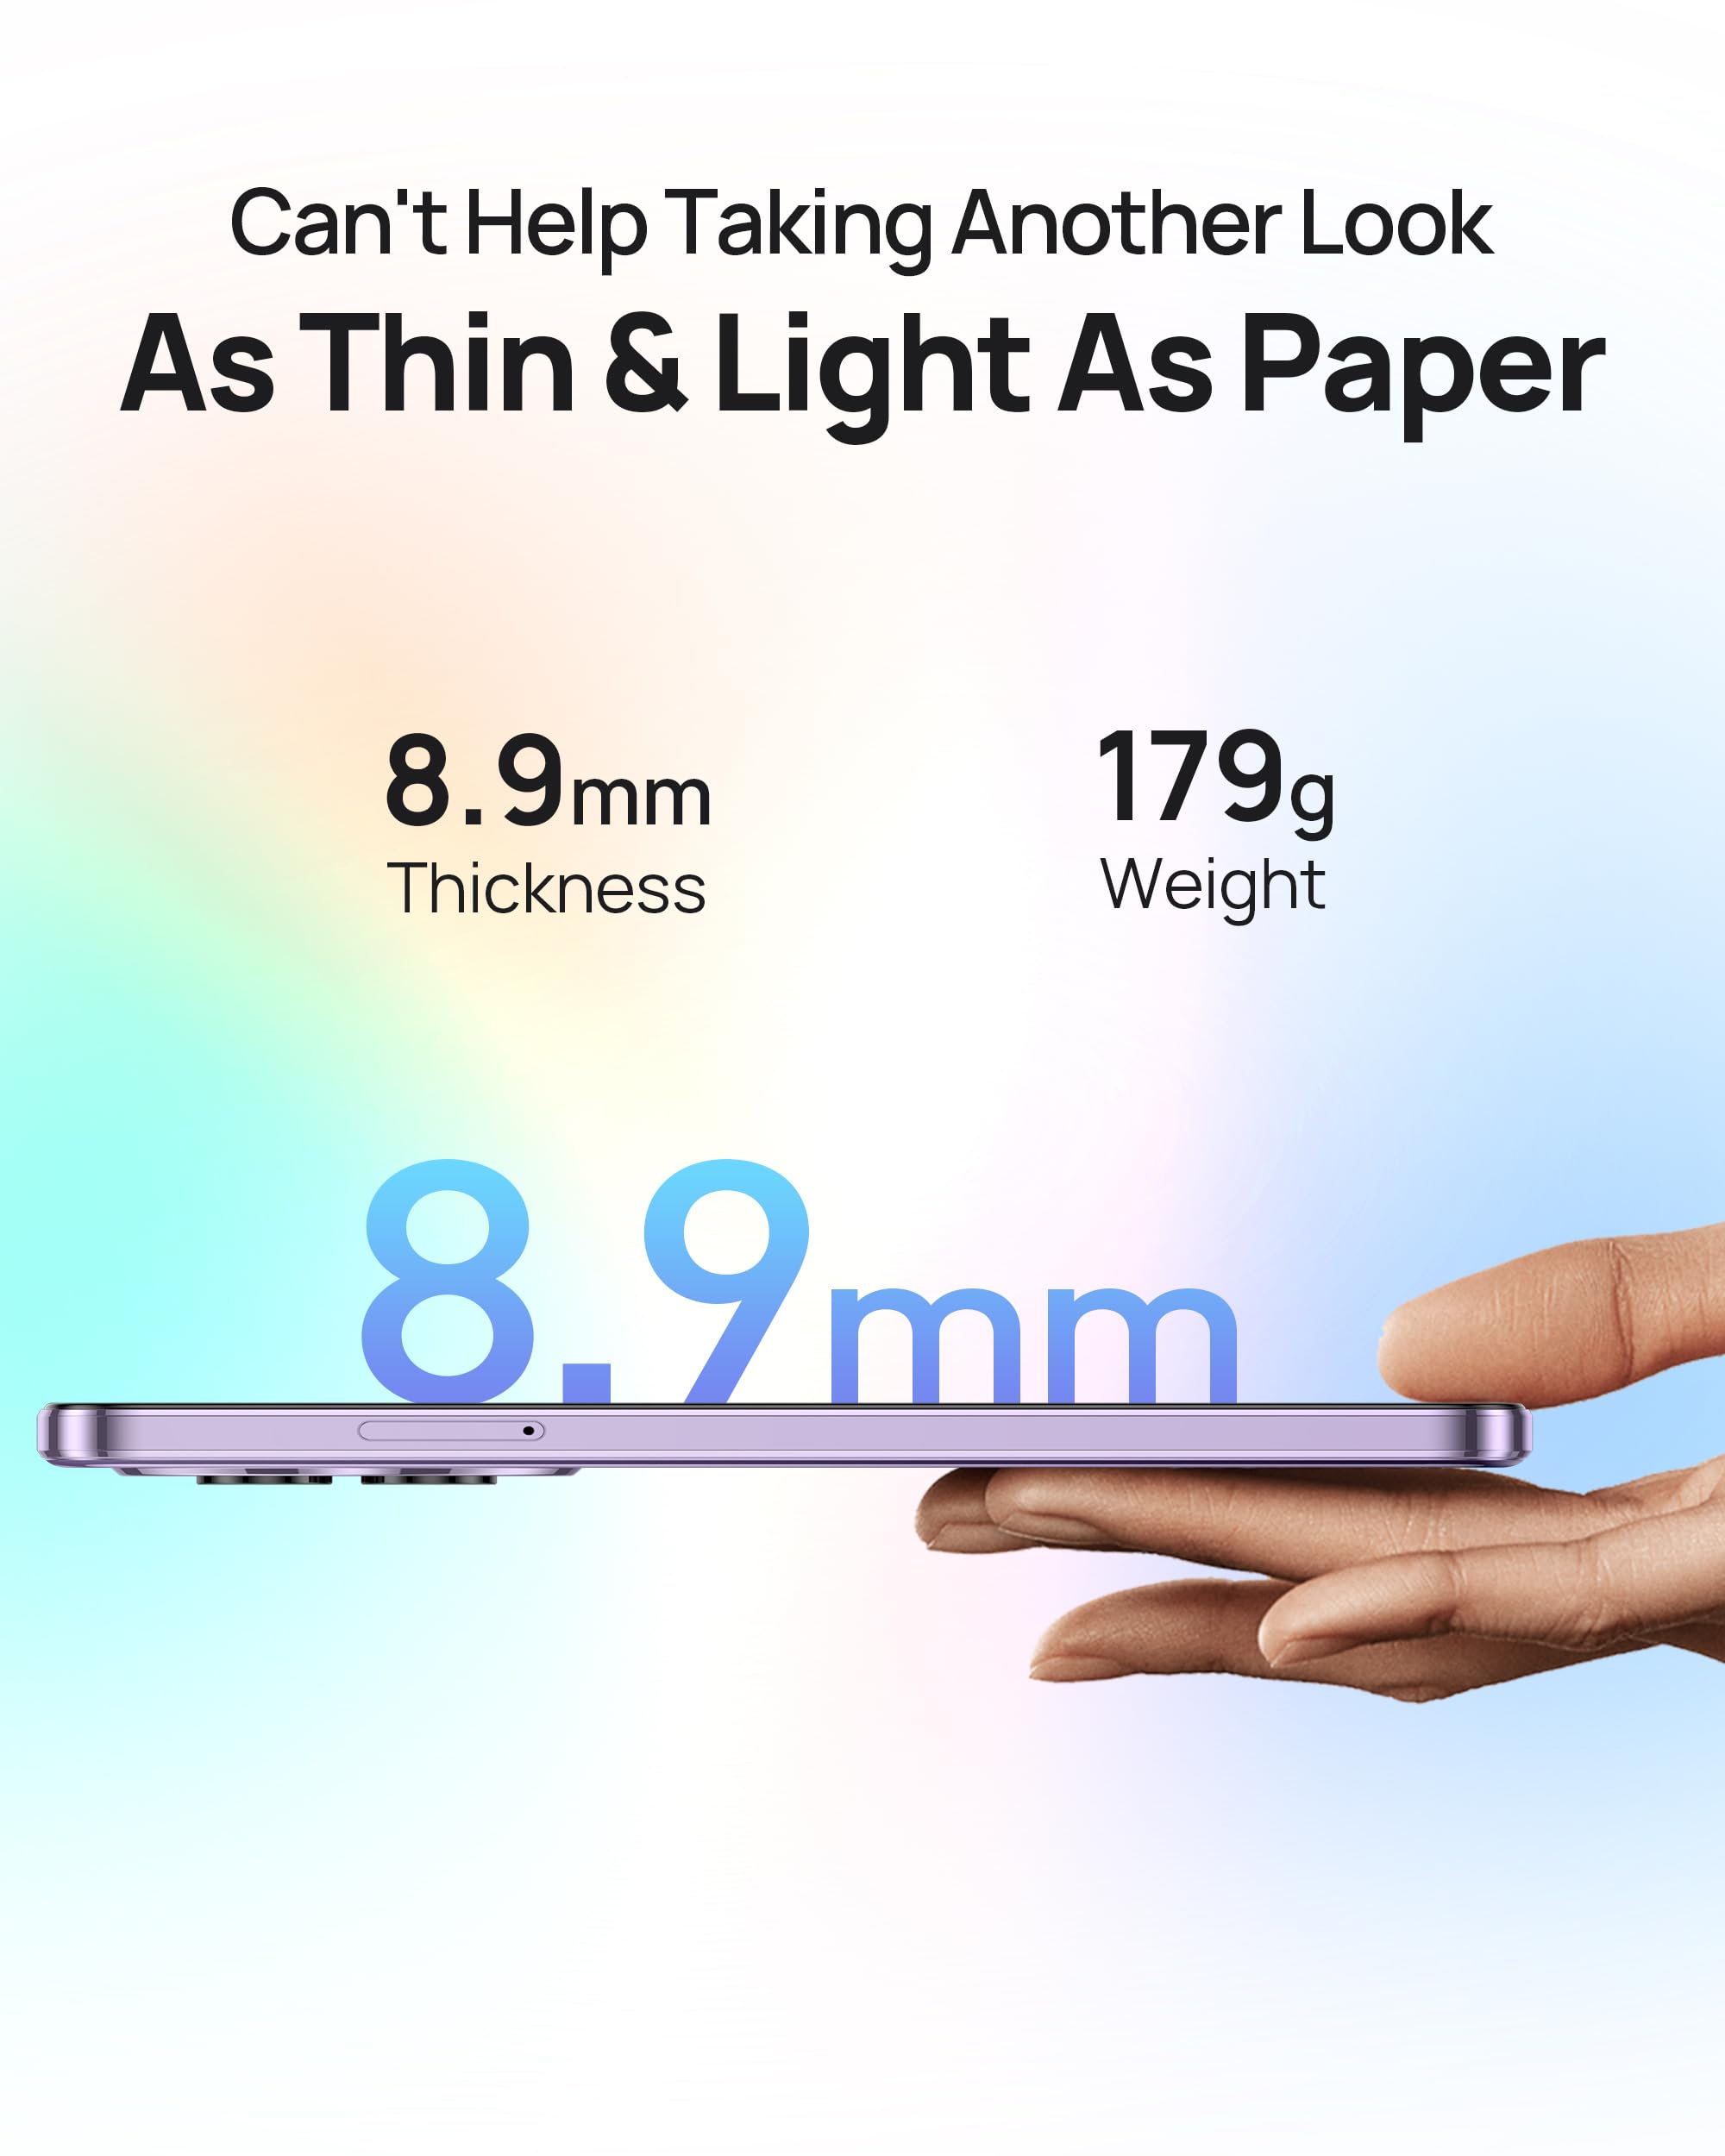 Can't Help Taking Another Look
As Thin & Light As Paper
8.9mm
Thickness
179g
Weight
8.9mm